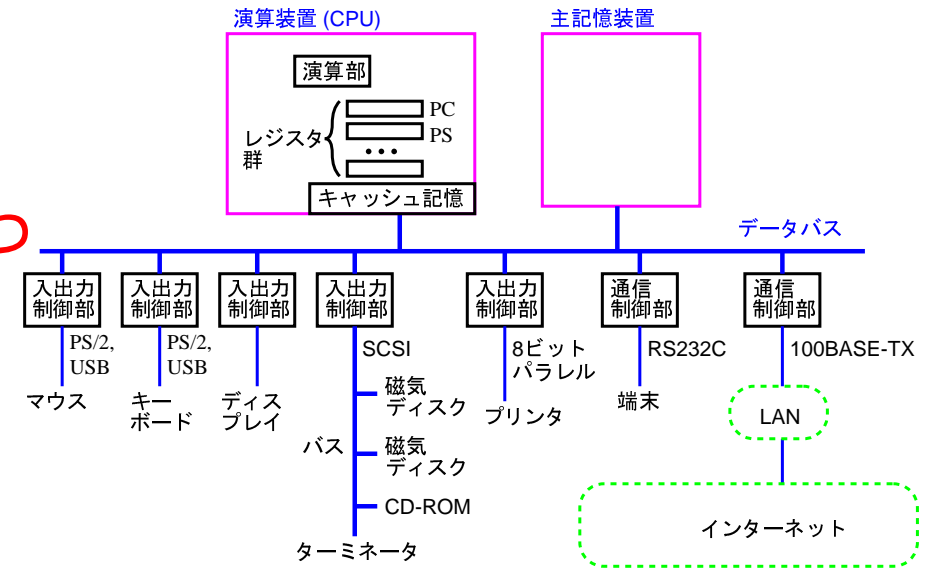 演算装置 (CPU)
主記憶装置
演算部
PC
PS
レジスタ
群
•••
キャッシュ記憶
データバス
入出力
制御部
入出力
制御部
入出力
制御部
入出力
制御部
入出力
制御部
通信
制御部
通信
制御部
PS/2,
USB
PS/2,
USB
SCSI
8ビット
パラレル
RS232C
100BASE-TX
マウス
キー
ボード
ディス
プレイ
磁気
ディスク
プリンタ
端末
LAN
バス
磁気
ディスク
CD-ROM
ターミネータ
インターネット